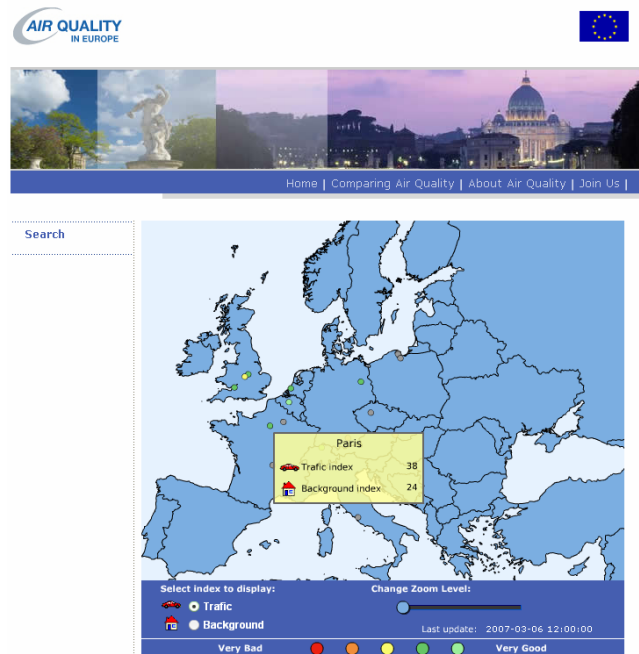 AIR QUALITY
IN EUROPE
Home | Comparing Air Quality | About Air Quality | Join Us |
Search
Paris
Trafic index 38
Background index 24
Select index to display:
Trafic
Background
Change Zoom Level:
Last update: 2007-03-06 12:00:00
Very Bad
Very Good